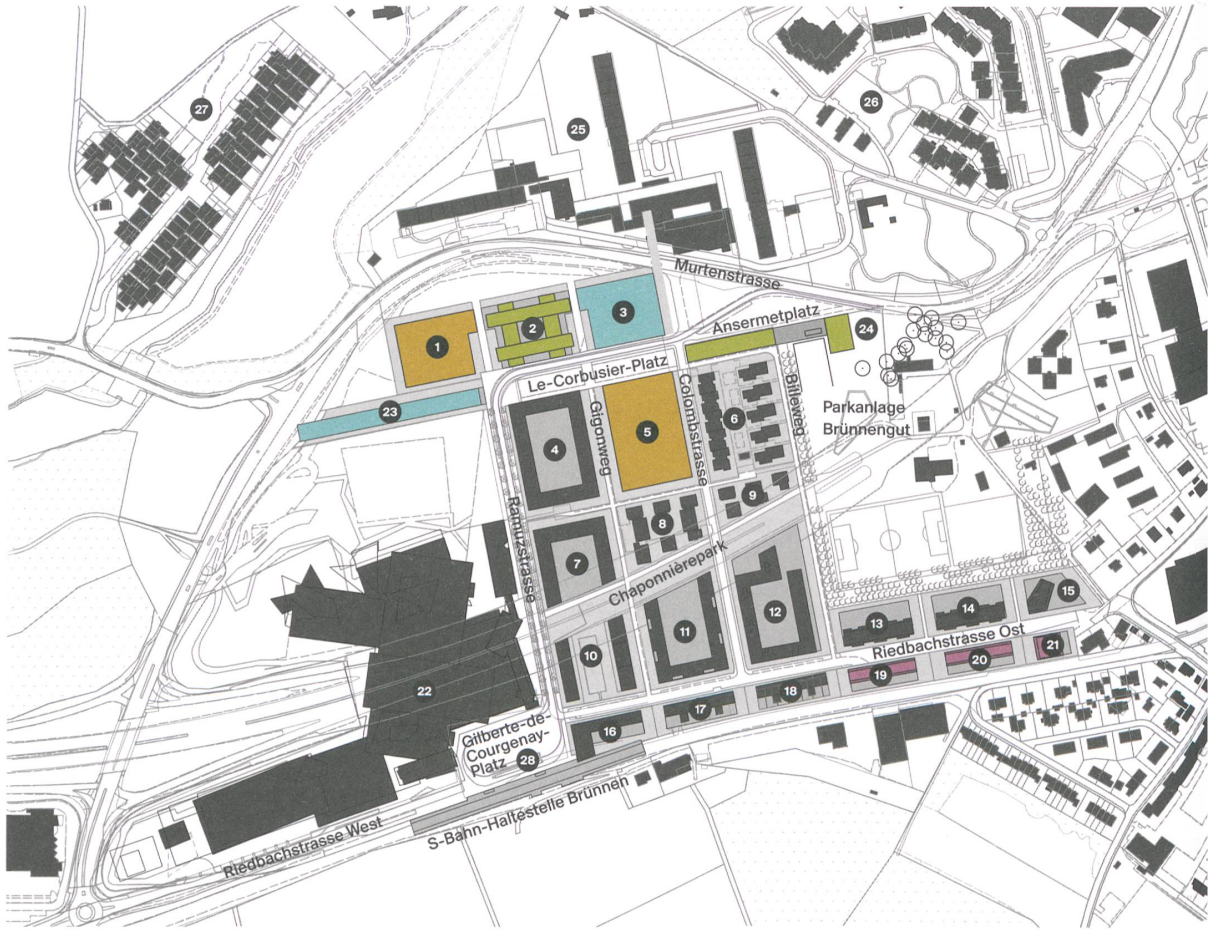 27
26
25
Murtenstrasse
3
2
1
Ansermetplatz
24
Le-Corbusier-Platz
23
Parkanlage
Brünnengut
Gigonweg
Colombstrasse
Billeweg
6
5
4
9
8
Ramuzstrasse
7
Chaponnièrepark
15
14
13
12
11
10
Riedbachstrasse Ost
21
20
19
18
17
16
22
Gilberte-de-
Courgenay-
Platz
28
S-Bahn-Haltestelle Brünnen
Riedbachstrasse West